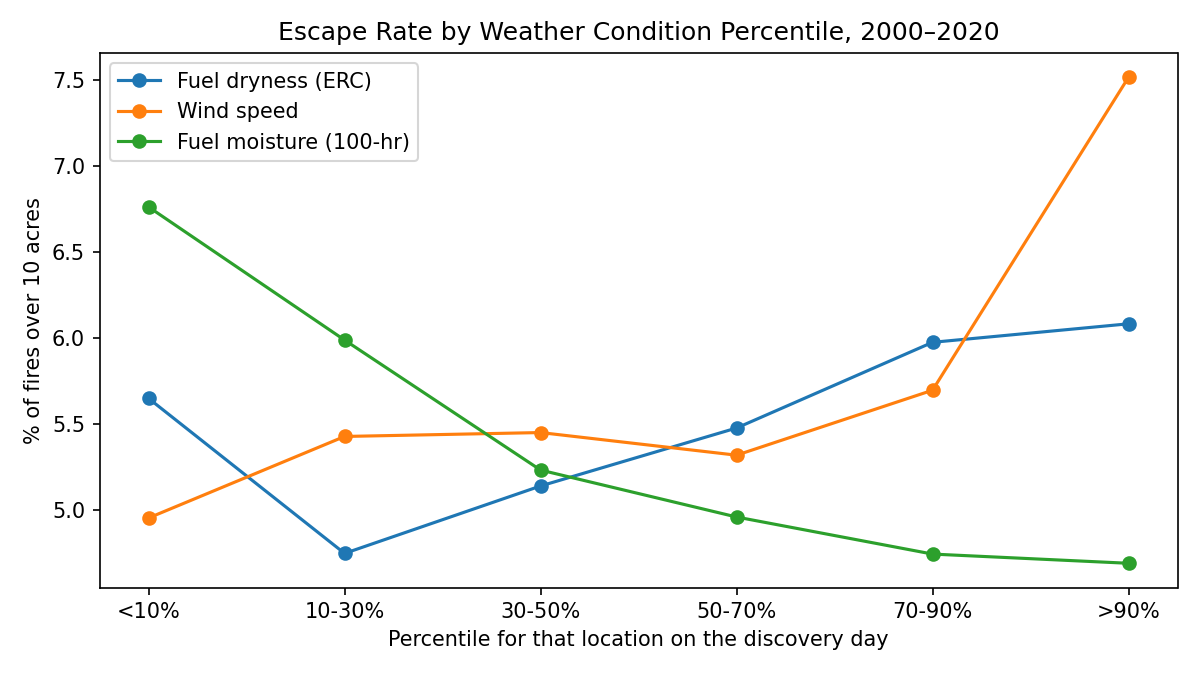 Escape Rate by Weather Condition Percentile, 2000–2020
Fuel dryness (ERC)
Wind speed
Fuel moisture (100-hr)
% of fires over 10 acres
7.5
7.0
6.5
6.0
5.5
5.0
<10%
10-30%
30-50%
50-70%
70-90%
>90%
Percentile for that location on the discovery day